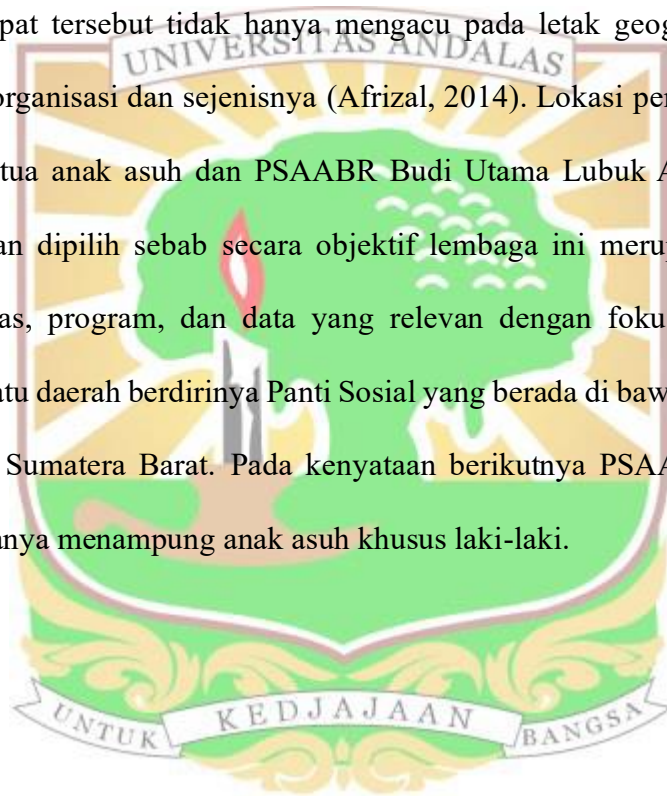 pat tersebut tidak hanya mengacu pada letak geog
UNIVERSITAS ANDALAS
organisasi dan sejenisnya (Afrizal, 2014). Lokasi per
tua anak asuh dan PSAABR Budi Utama Lubuk A
an dipilih sebab secara objektif lembaga ini meru
as, program, dan data yang relevan dengan foku
atu daerah berdirinya Panti Sosial yang berada di baw
Sumatera Barat. Pada kenyataan berikutnya PSAA
anya menampung anak asuh khusus laki-laki.
UNTUK KEDJAJAAN BANGSA